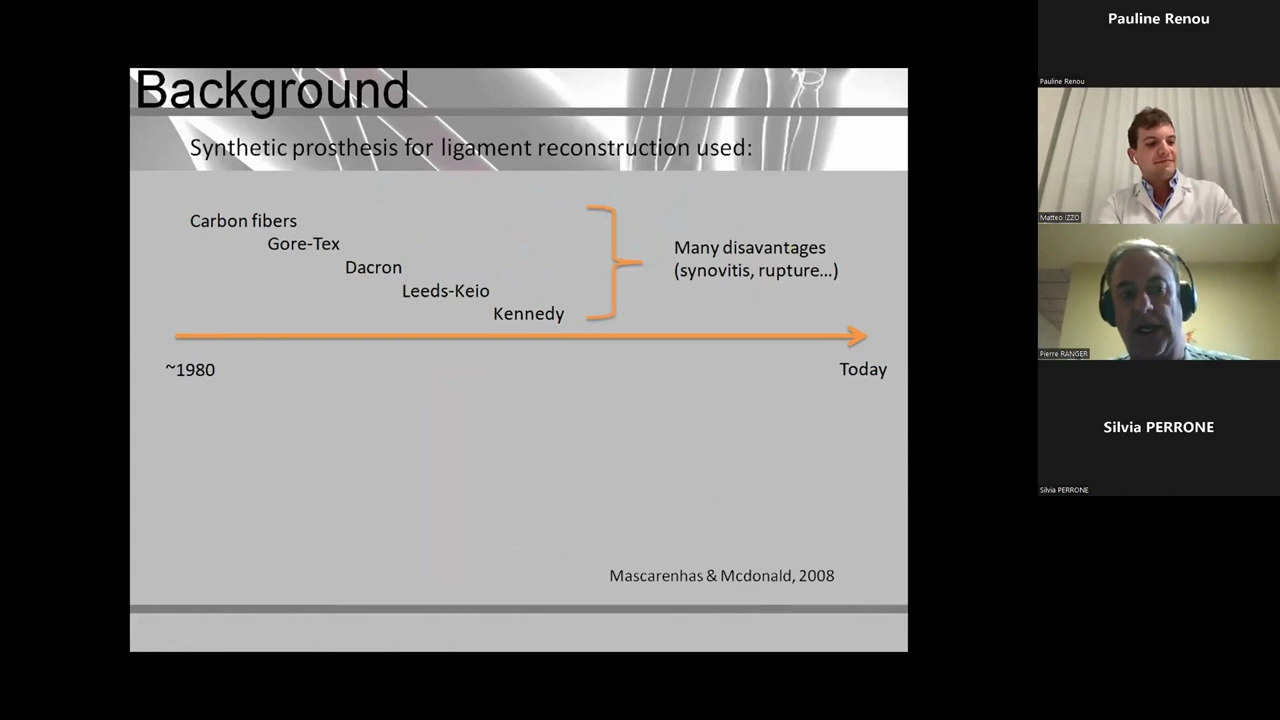 Background
Synthetic prosthesis for ligament reconstruction used:
Carbon fibers
Gore-Tex
Dacron
Leeds-Keio
Kennedy
Many disavantages
(synovitis, rupture...)
~1980
Today
Mascarenhas & Mcdonald, 2008
Pauline Renou
Pauline Renou
Matteo IZZO
Pierre RANGER
Silvia PERRONE
Silvia PERRONE